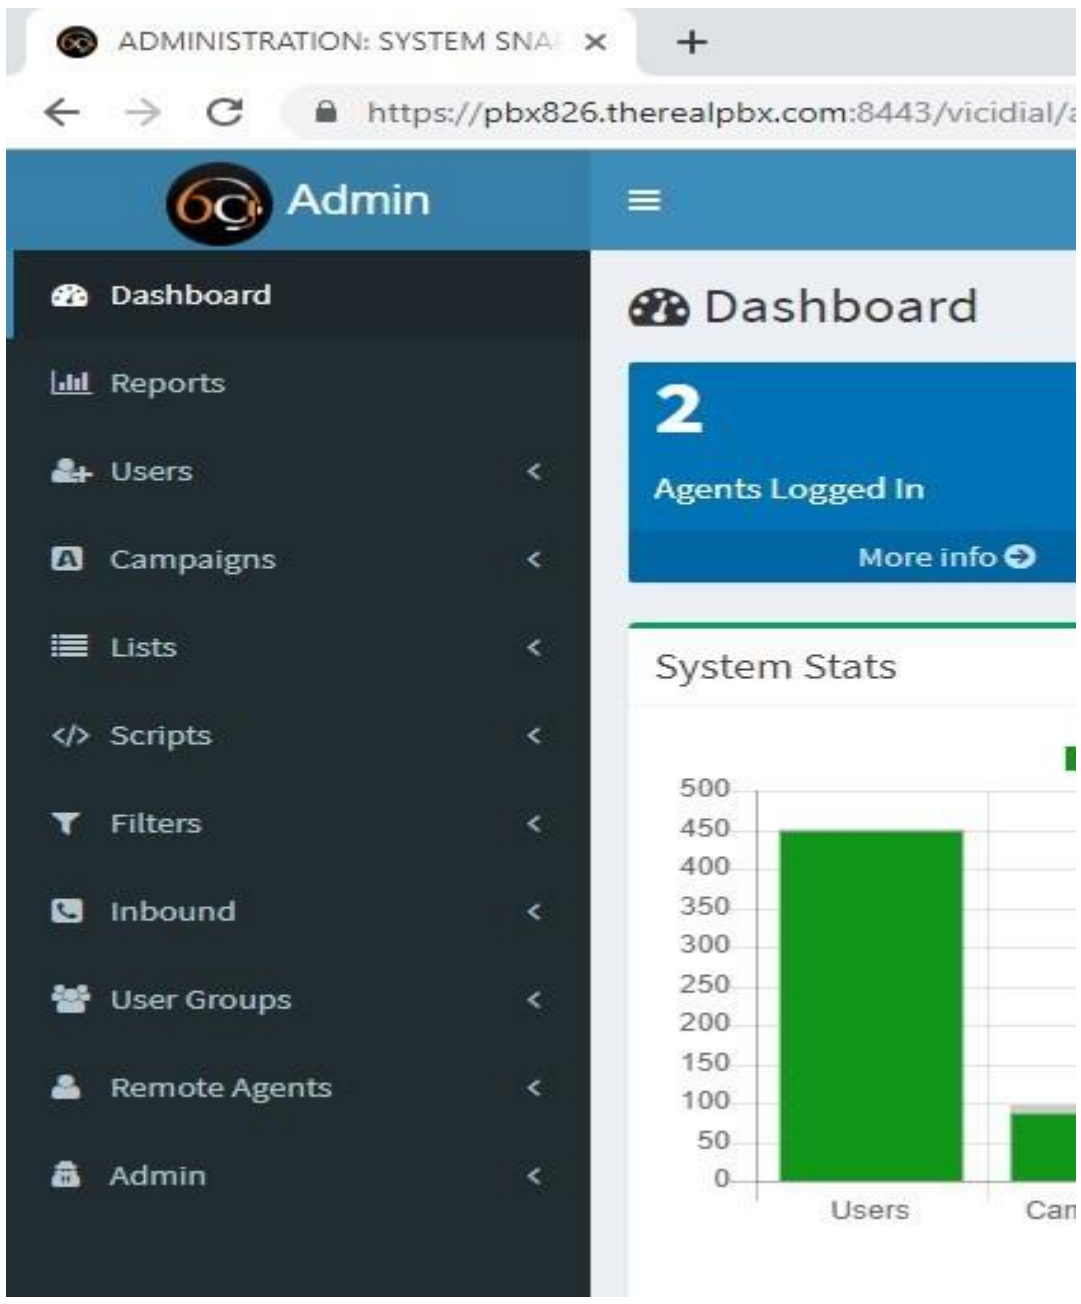 ADMINISTRATION: SYSTEM SNA
https://pbx826.therealpbx.com:8443/vicidial/a
Admin
Dashboard
Reports
Users
Campaigns
Lists
Scripts
Filters
Inbound
User Groups
Remote Agents
Admin
Dashboard
2
Agents Logged In
More info
System Stats
500
450
400
350
300
250
200
150
100
50
0
Users
Cam